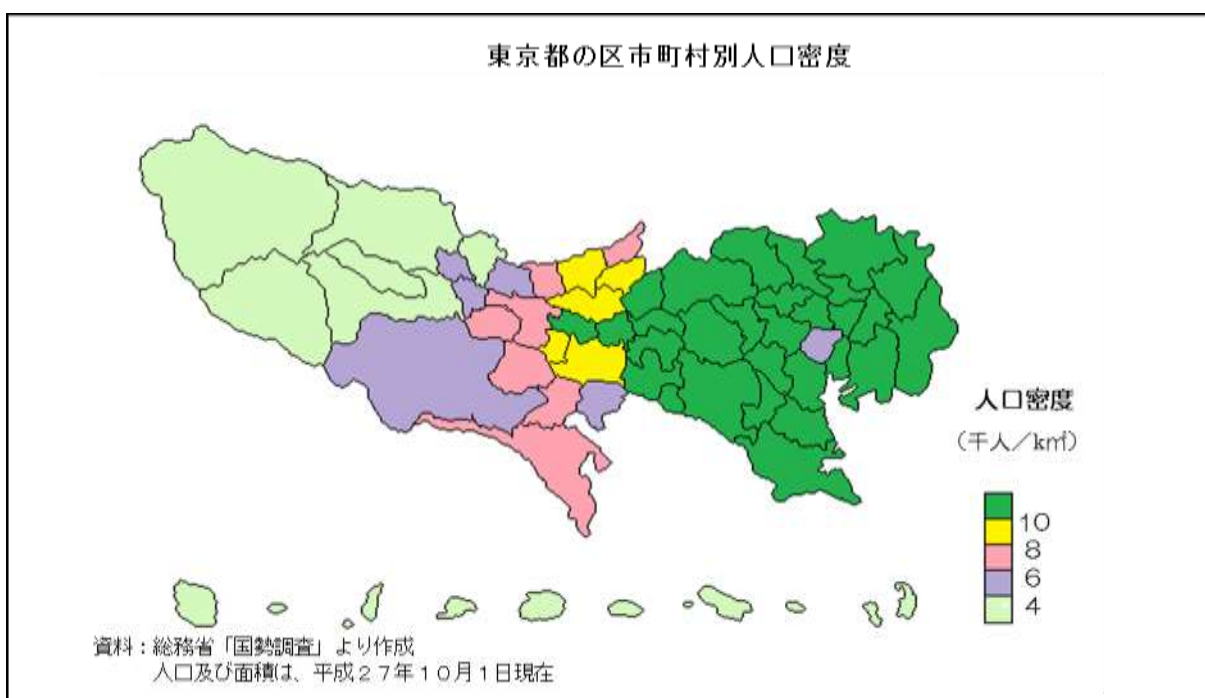 東京都の区市町村別人口密度
人口密度
（千人／k㎡）
10
8
6
4
資料：総務省「国勢調査」より作成
人口及び面積は、平成２７年１０月１日現在